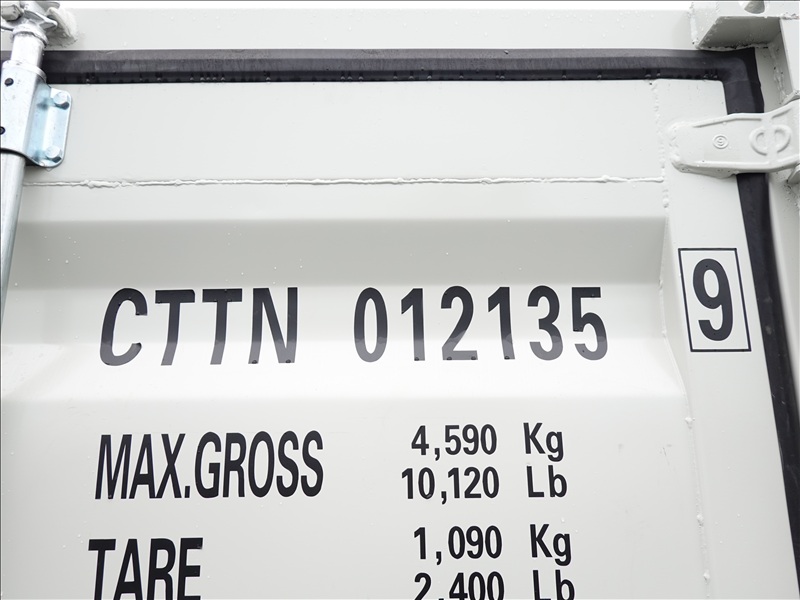 CTTN 012135 9
MAX.GROSS 4,590 Kg
10,120 Lb
TARE 1,090 Kg
2,400 Lb